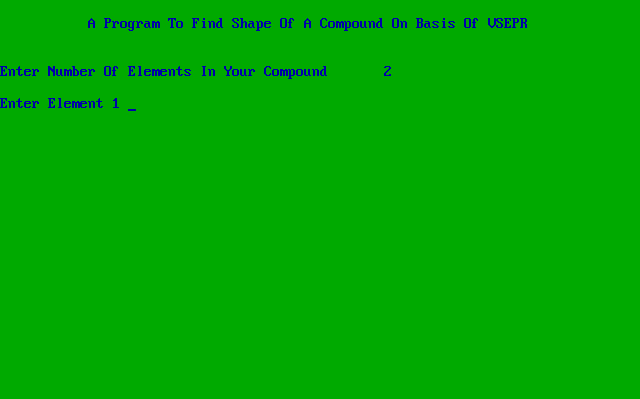 A Program To Find Shape Of A Compound On Basis Of VSEPR
Enter Number Of Elements In Your Compound 2
Enter Element 1 _